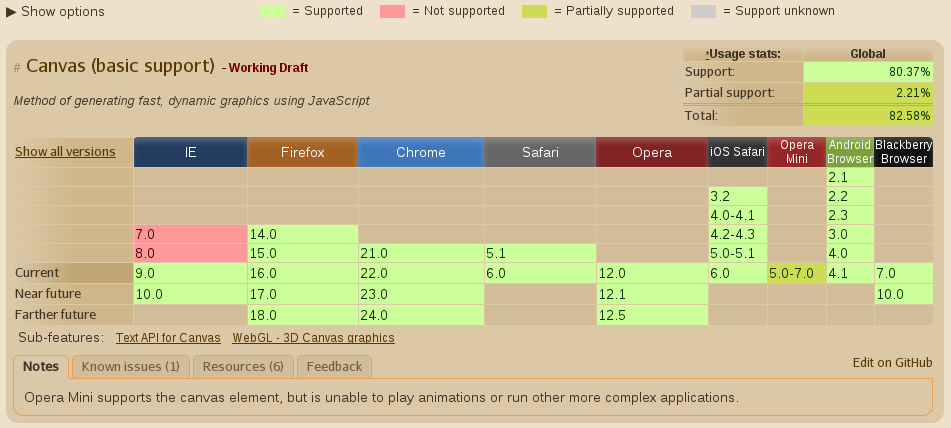 ▶ Show options = Supported = Not supported = Partially supported = Support unknown
# Canvas (basic support) - Working Draft
*Usage stats: Global
Support: 80.37%
Partial support: 2.21%
Total: 82.58%
Method of generating fast, dynamic graphics using JavaScript
Show all versions IE Firefox Chrome Safari Opera iOS Safari Opera Mini Android Browser Blackberry Browser
2.1
3.2 2.2
4.0-4.1 2.3
7.0 14.0 4.2-4.3 3.0
8.0 15.0 21.0 5.1 5.0-5.1 4.0
Current 9.0 16.0 22.0 6.0 12.0 6.0 5.0-7.0 4.1 7.0
Near future 10.0 17.0 23.0 12.1 10.0
Farther future 18.0 24.0 12.5
Sub-features: Text API for Canvas WebGL - 3D Canvas graphics
Notes Known issues (1) Resources (6) Feedback Edit on GitHub
Opera Mini supports the canvas element, but is unable to play animations or run other more complex applications.